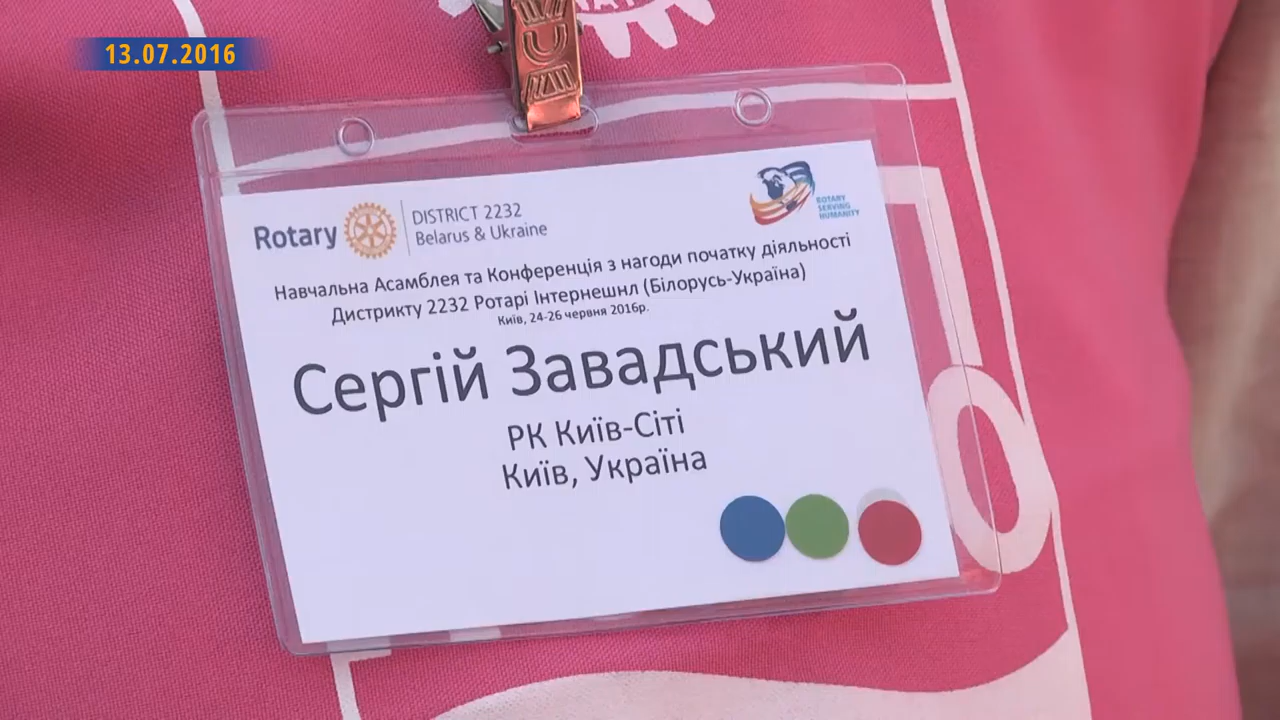 13.07.2016
Rotary
DISTRICT 2232
Belarus & Ukraine
ROTARY
SERVING
HUMANITY
Навчальна Асамблея та Конференція з нагоди початку діяльності
Дистрикту 2232 Ротарі Інтернешнл (Білорусь-Україна)
Київ, 24-26 червня 2016р.
Сергій Завадський
РК Київ-Сіті
Київ, Україна